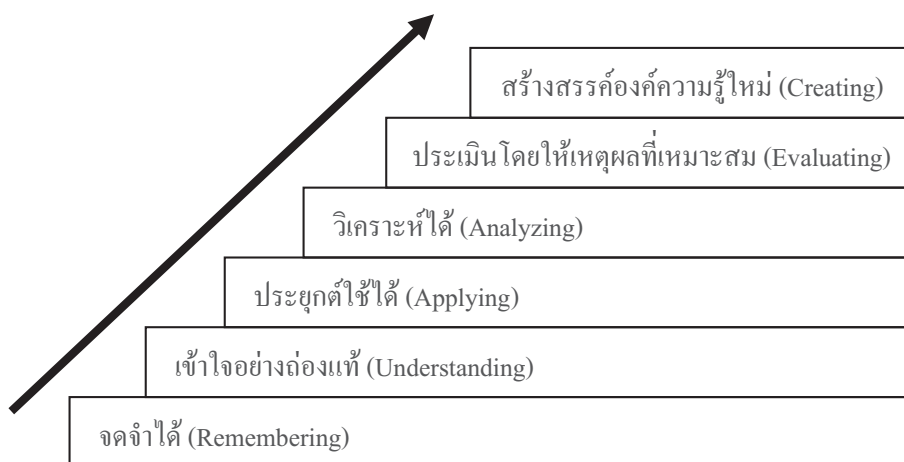 สร้างสรรค์องค์ความรู้ใหม่ (Creating)
ประเมินโดยให้เหตุผลที่เหมาะสม (Evaluating)
วิเคราะห์ได้ (Analyzing)
ประยุกต์ใช้ได้ (Applying)
เข้าใจอย่างถ่องแท้ (Understanding)
จดจำได้ (Remembering)